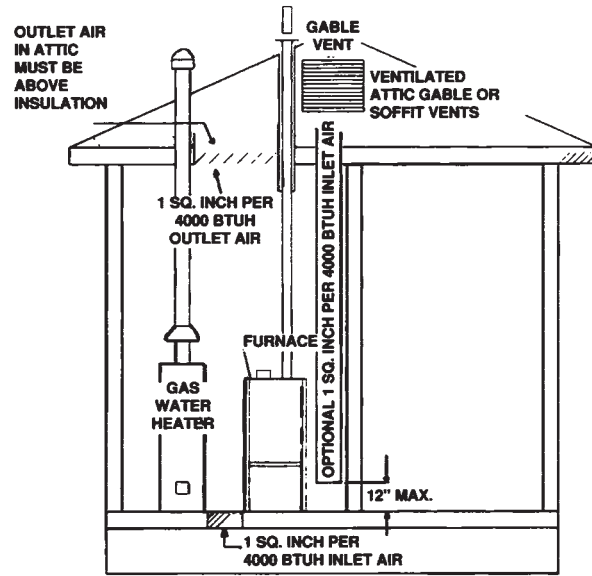 OUTLET AIR
IN ATTIC
MUST BE
ABOVE
INSULATION
GABLE
VENT
VENTILATED
ATTIC GABLE OR
SOFFIT VENTS
1 SQ. INCH PER
4000 BTUH
OUTLET AIR
OPTIONAL 1 SQ. INCH PER 4000 BTUH INLET AIR
FURNACE
GAS
WATER
HEATER
12" MAX.
1 SQ. INCH PER
4000 BTUH INLET AIR